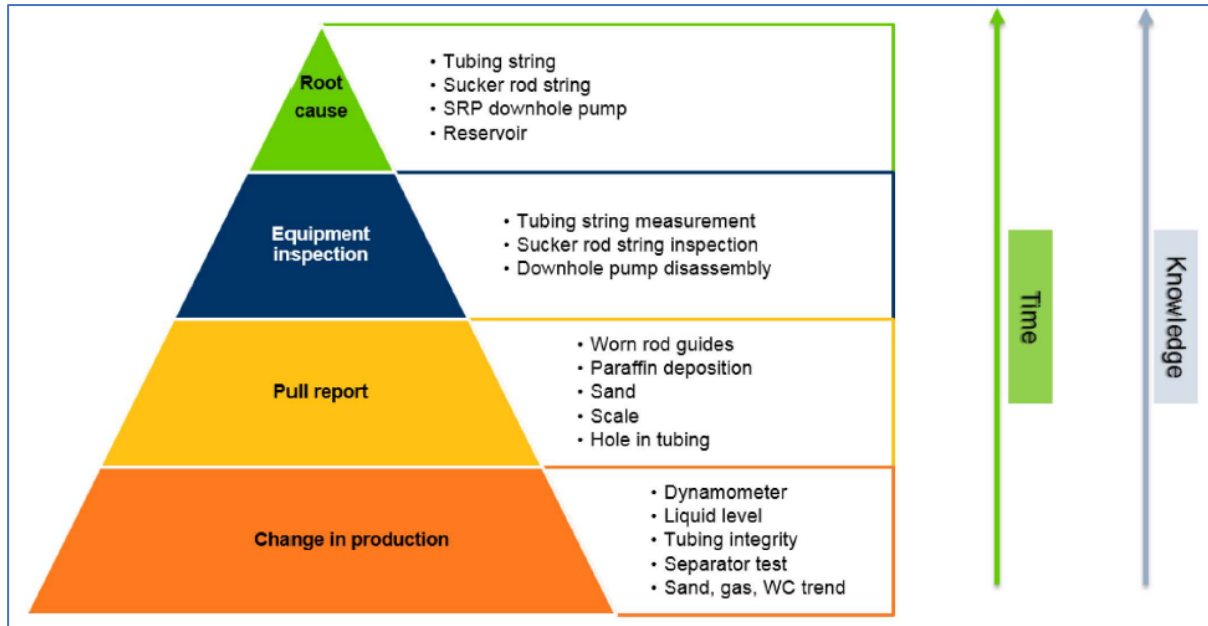 Root
cause
• Tubing string
• Sucker rod string
• SRP downhole pump
• Reservoir
Equipment
inspection
• Tubing string measurement
• Sucker rod string inspection
• Downhole pump disassembly
Pull report
• Worn rod guides
• Paraffin deposition
• Sand
• Scale
• Hole in tubing
Change in production
• Dynamometer
• Liquid level
• Tubing integrity
• Separator test
• Sand, gas, WC trend
Time
Knowledge